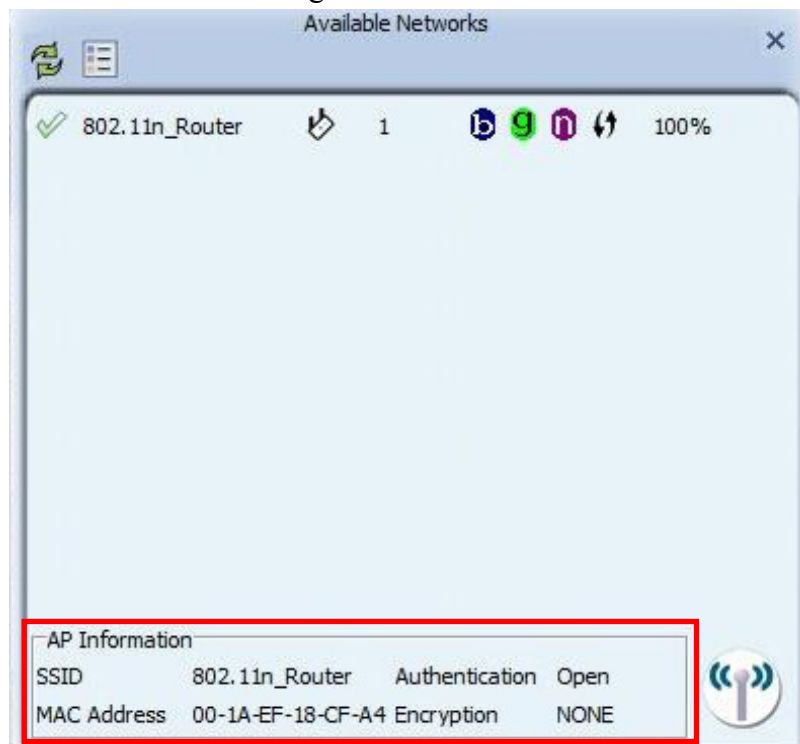 Available Networks
802.11n_Router 1 b g n 100%
AP Information
SSID 802.11n_Router Authentication Open
MAC Address 00-1A-EF-18-CF-A4 Encryption NONE